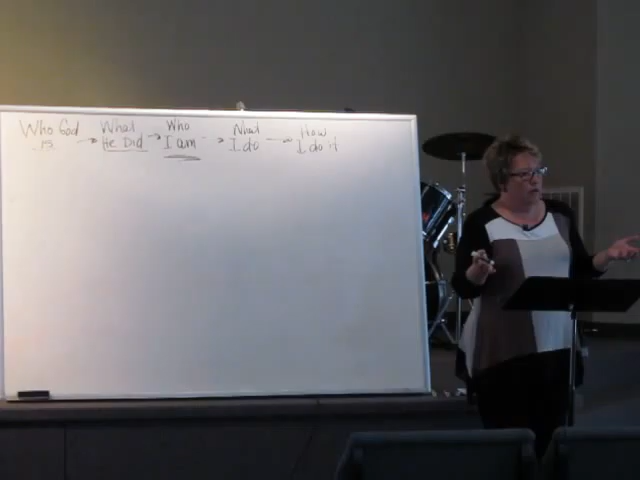 Who God → What → Who → What → How
is He Did I am I do I do it